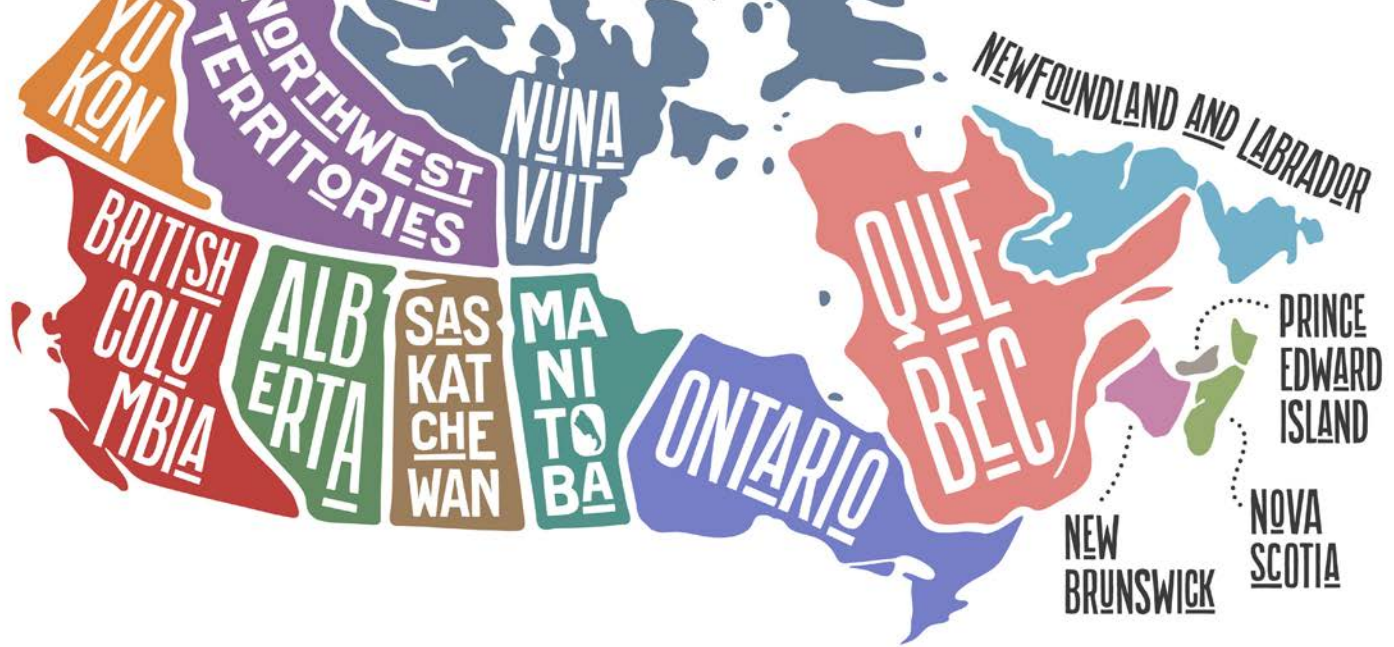 YU
KON
NORTHWEST
TERRITORIES
NUNA
VUT
NEWFOUNDLAND AND LABRADOR
BRITISH
COLU
MBIA
ALB
ERTA
SAS
KAT
CHE
WAN
MA
NI
TO
BA
ONTARIO
QUE
BEC
PRINCE
EDWARD
ISLAND
NEW
BRUNSWICK
NOVA
SCOTIA